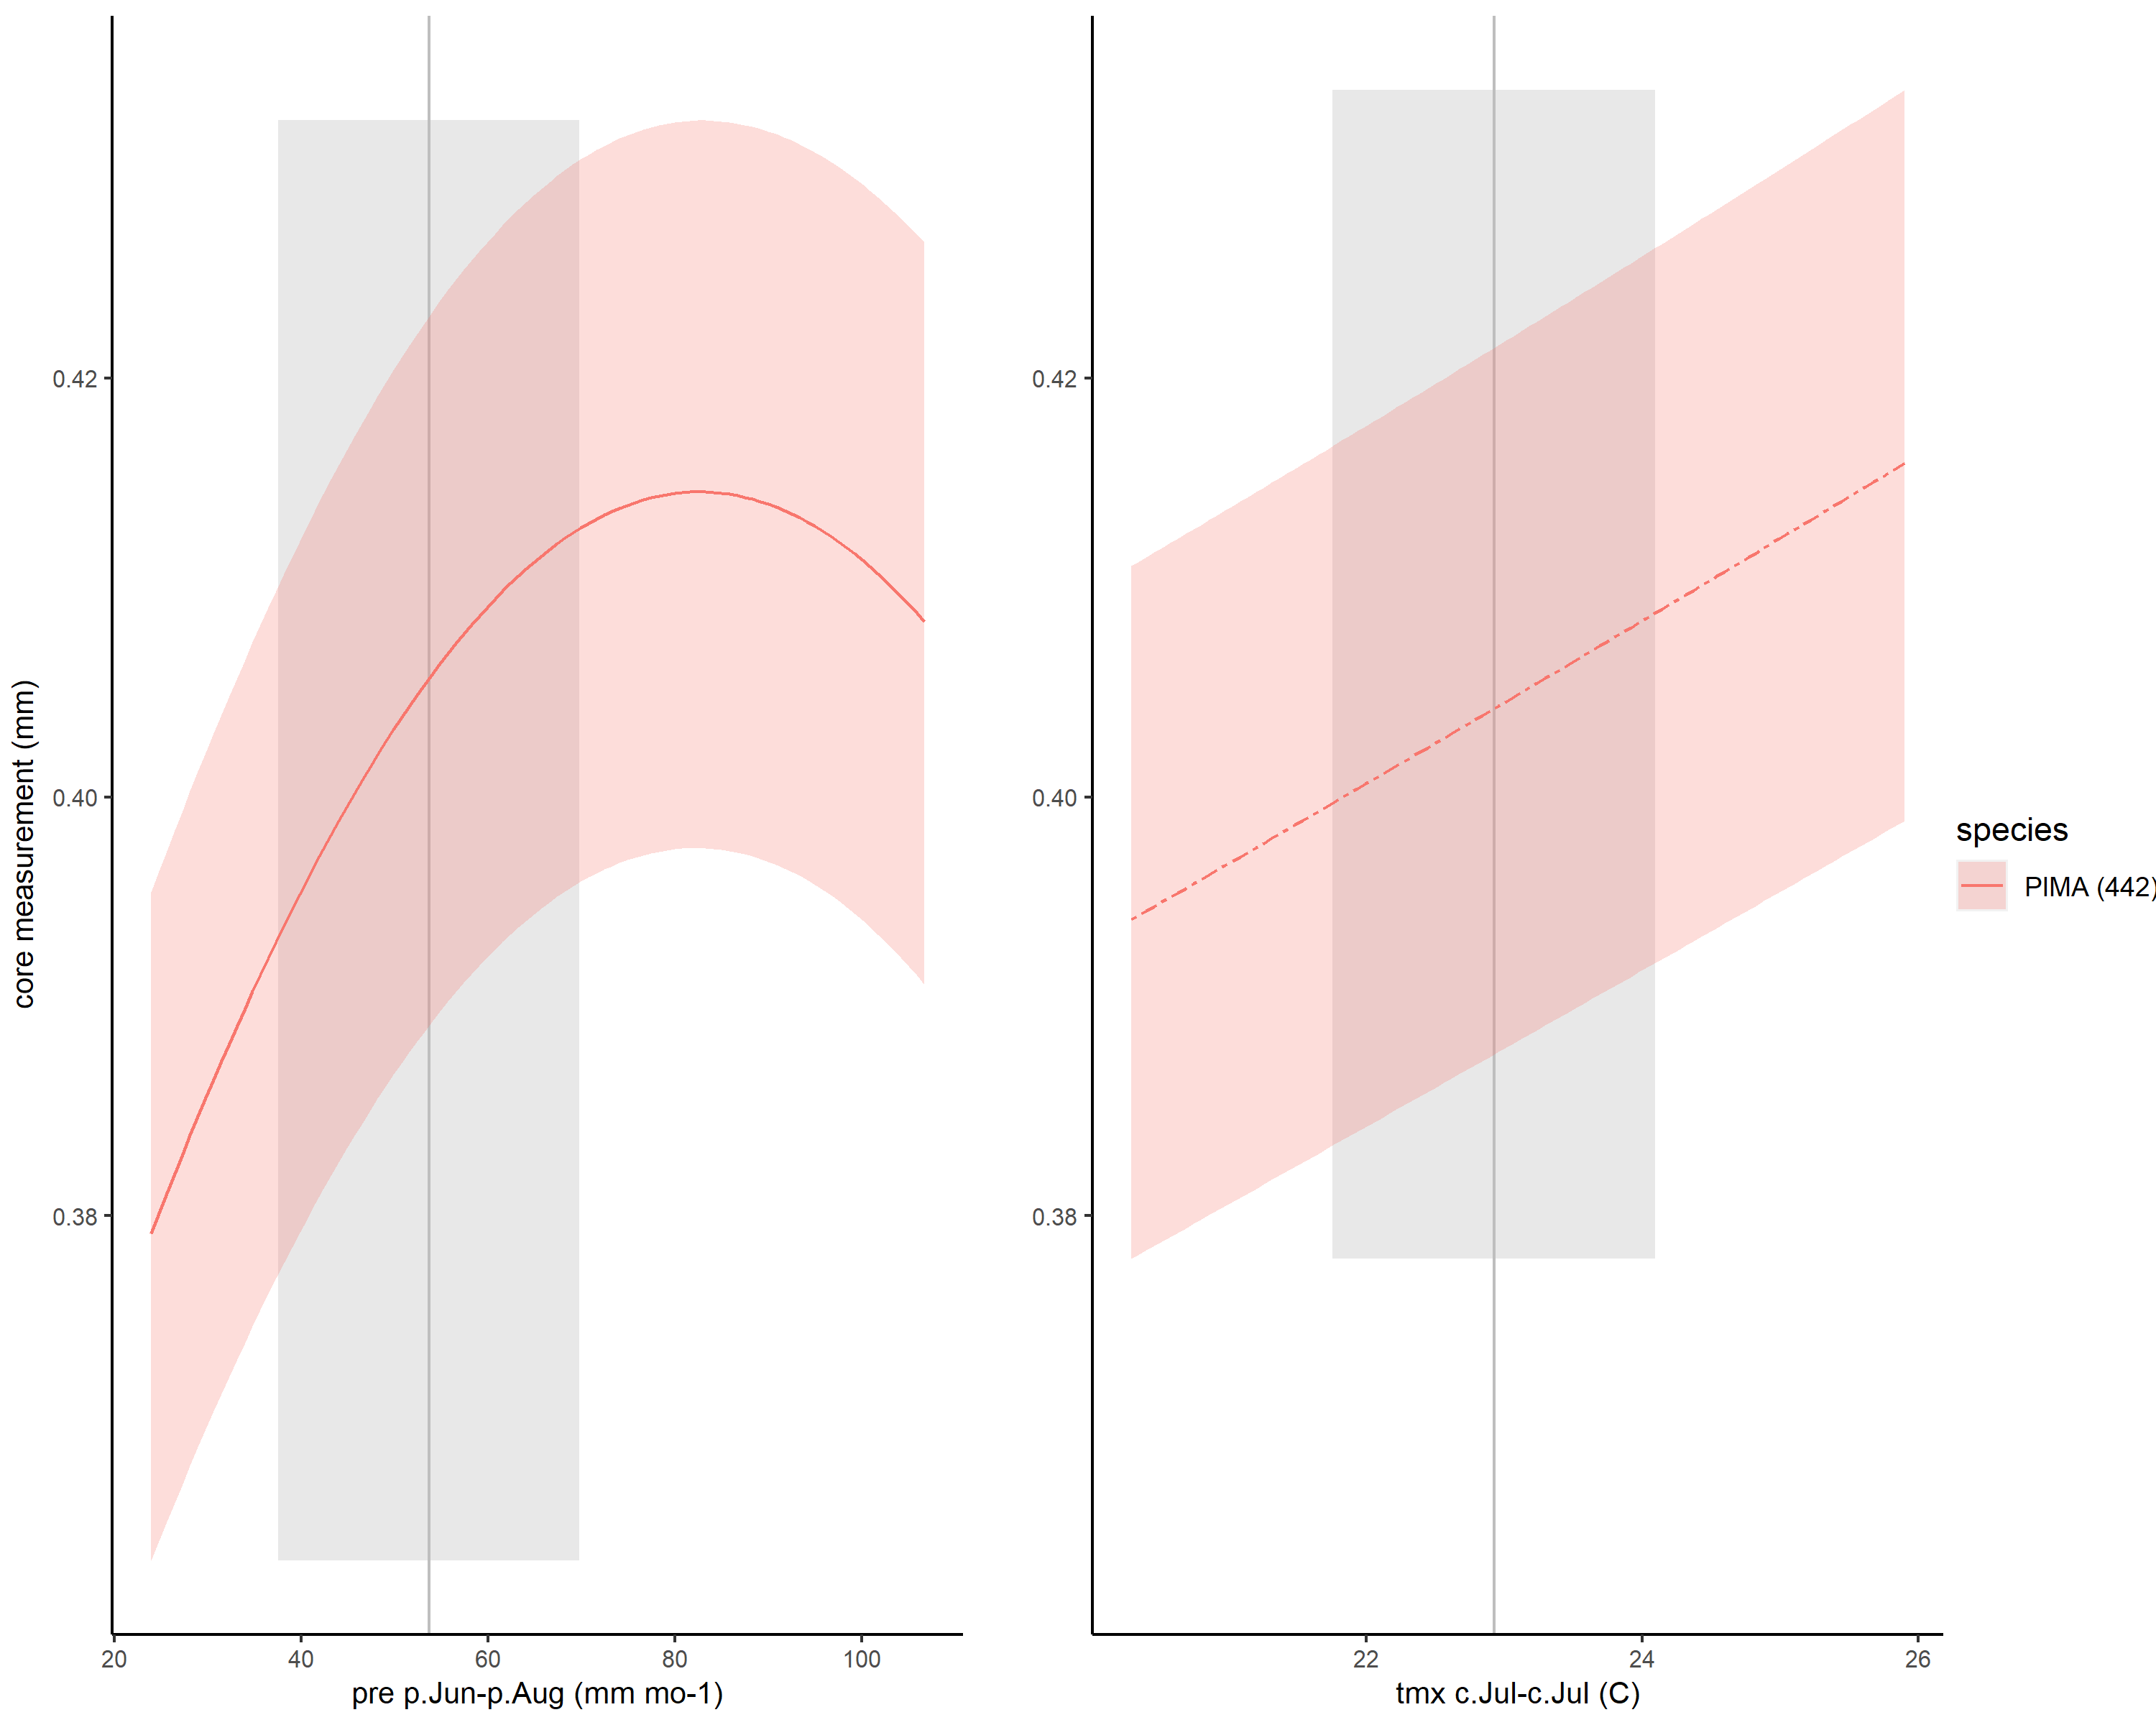 core measurement (mm)
0.42
0.40
0.38
20 40 60 80 100
pre p.Jun-p.Aug (mm mo-1)
0.42
0.40
0.38
22 24 26
tmx c.Jul-c.Jul (C)
species
PIMA (442)